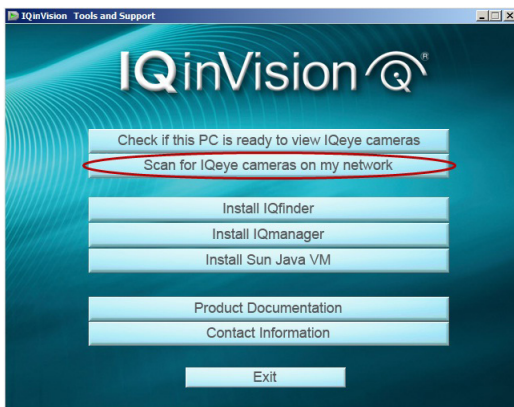 IQinVision Tools and Support
IQinVision ®
Check if this PC is ready to view IQeye cameras
Scan for IQeye cameras on my network
Install IQfinder
Install IQmanager
Install Sun Java VM
Product Documentation
Contact Information
Exit